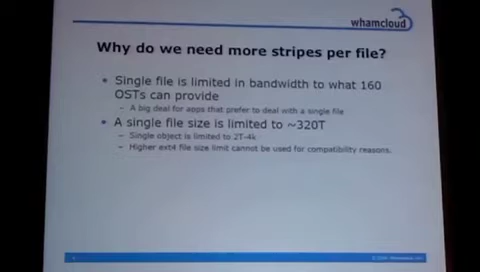 whamcloud
Why do we need more stripes per file?
• Single file is limited in bandwidth to what 160
OSTs can provide
– A big deal for apps that prefer to deal with a single file
• A single file size is limited to ~320T
– Single object is limited to 2T-4k
– Higher ext4 file size limit cannot be used for compatibility reasons.